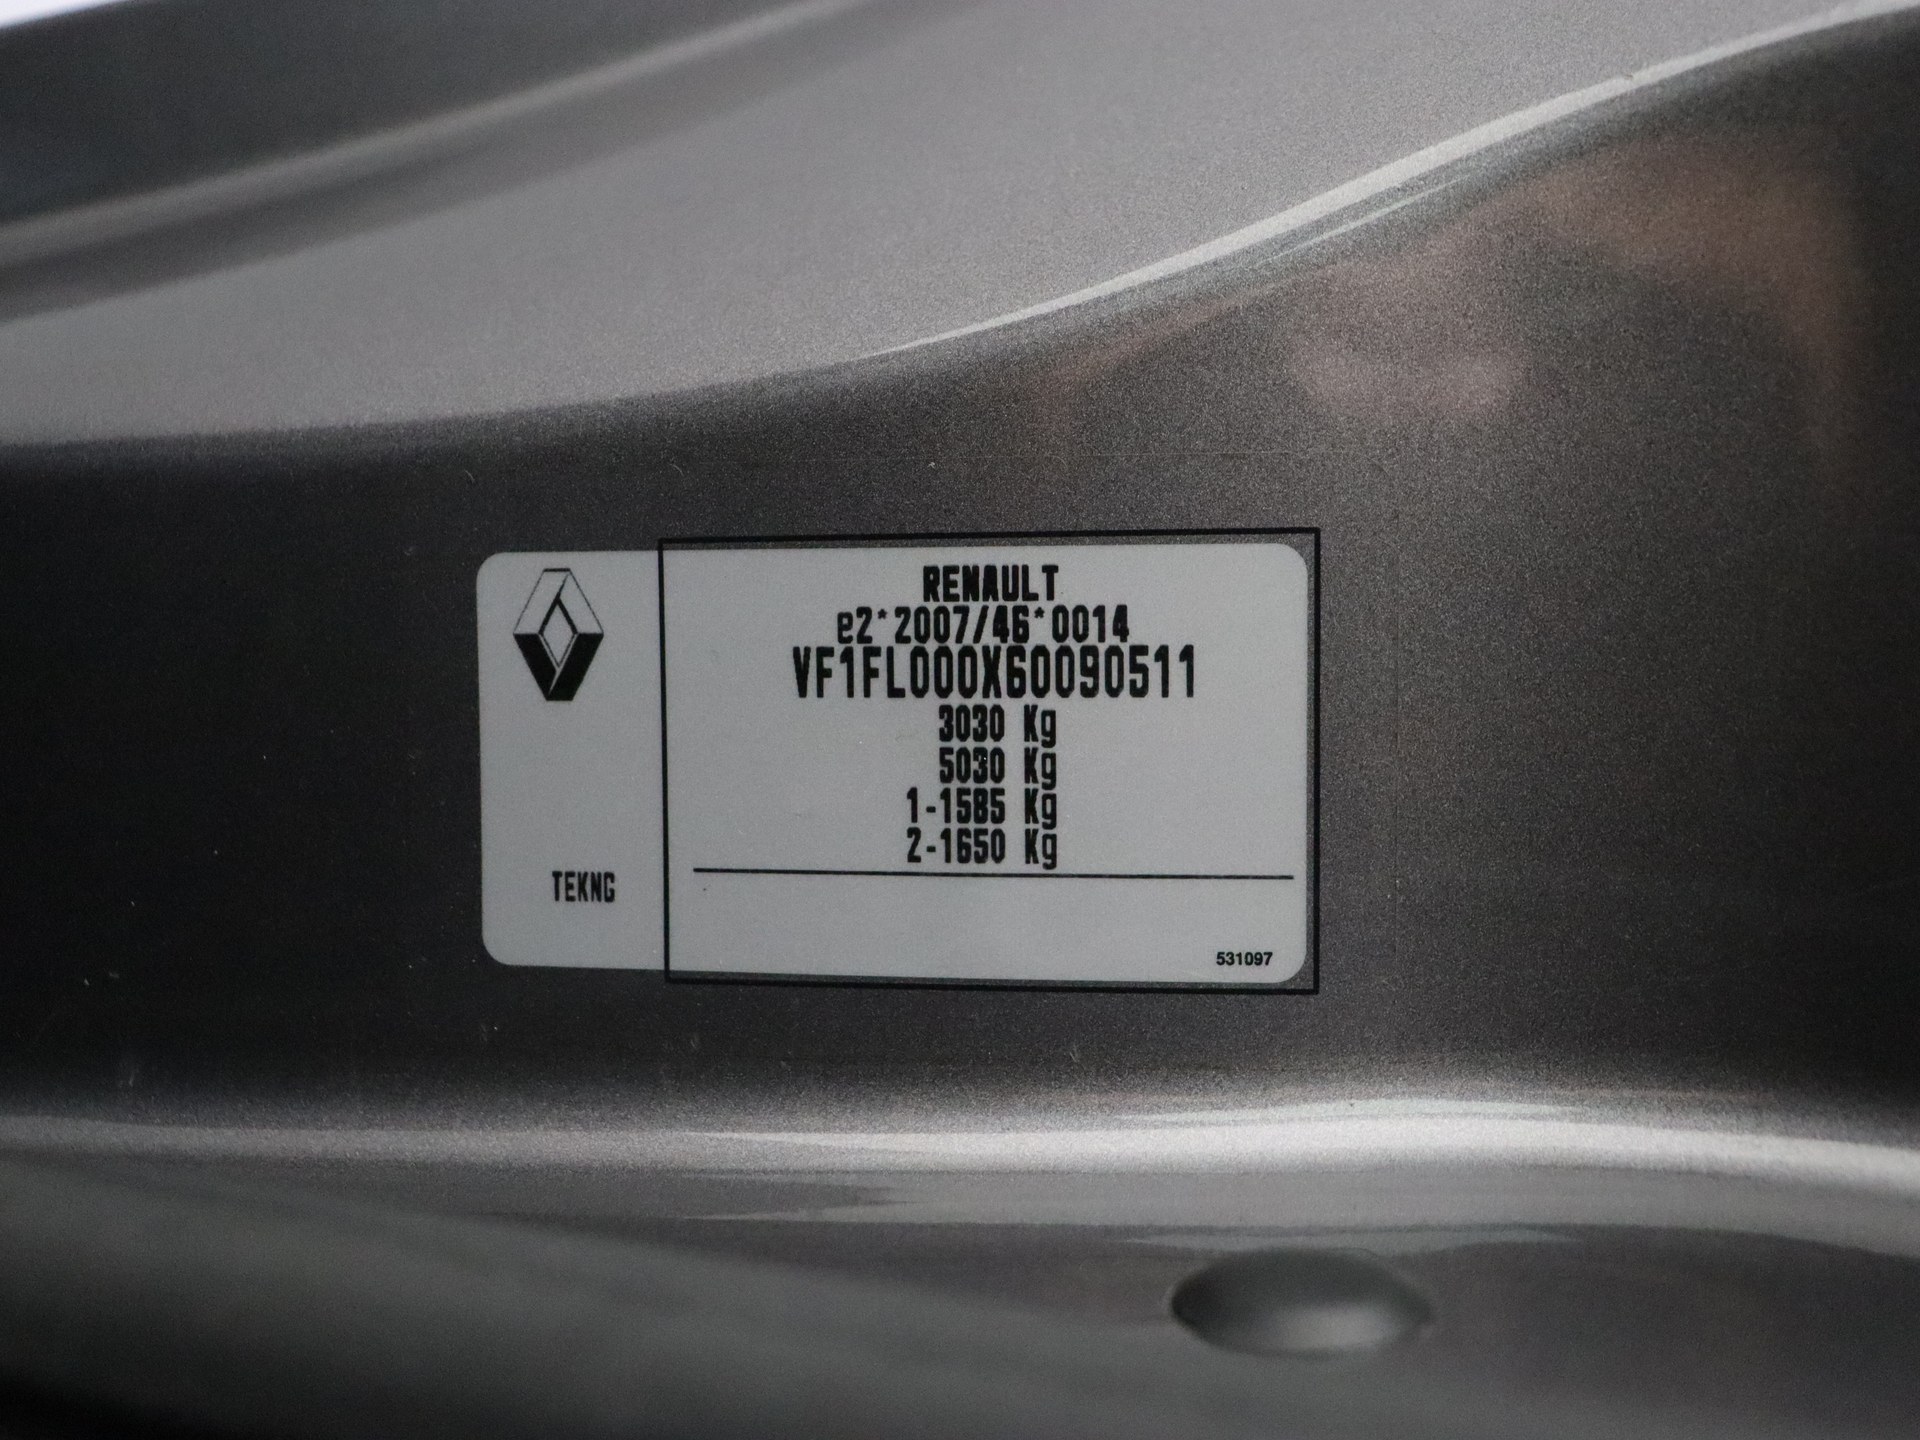 RENAULT
e2*2007/46*0014
VF1FL000X60090511
3030 Kg
5030 Kg
1-1585 Kg
2-1650 Kg
TEKNG
531097